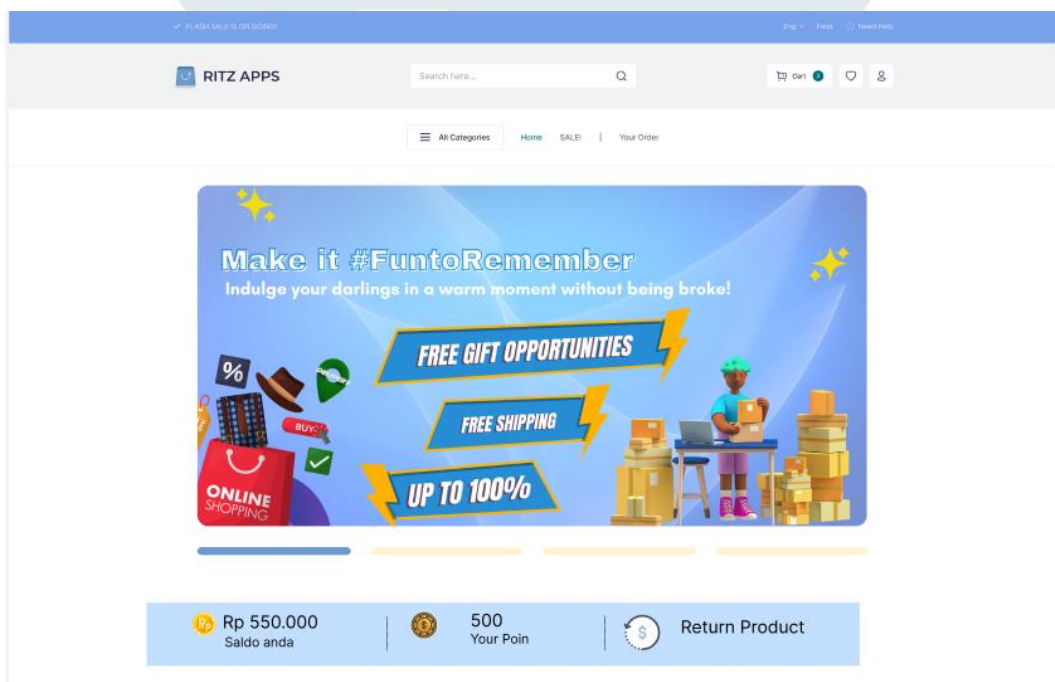 FLASH SALE IS ON GOING!
Eng
Faqs
Need Help
RITZ APPS
Search here...
Cart
All Categories
Home
SALE!
Your Order
Make it #FuntoRemember
Indulge your darlings in a warm moment without being broke!
FREE GIFT OPPORTUNITIES
%
BUY
FREE SHIPPING
ONLINE
SHOPPING
UP TO 100%
Rp
Rp 550.000
Saldo anda
500
Your Poin
$
Return Product